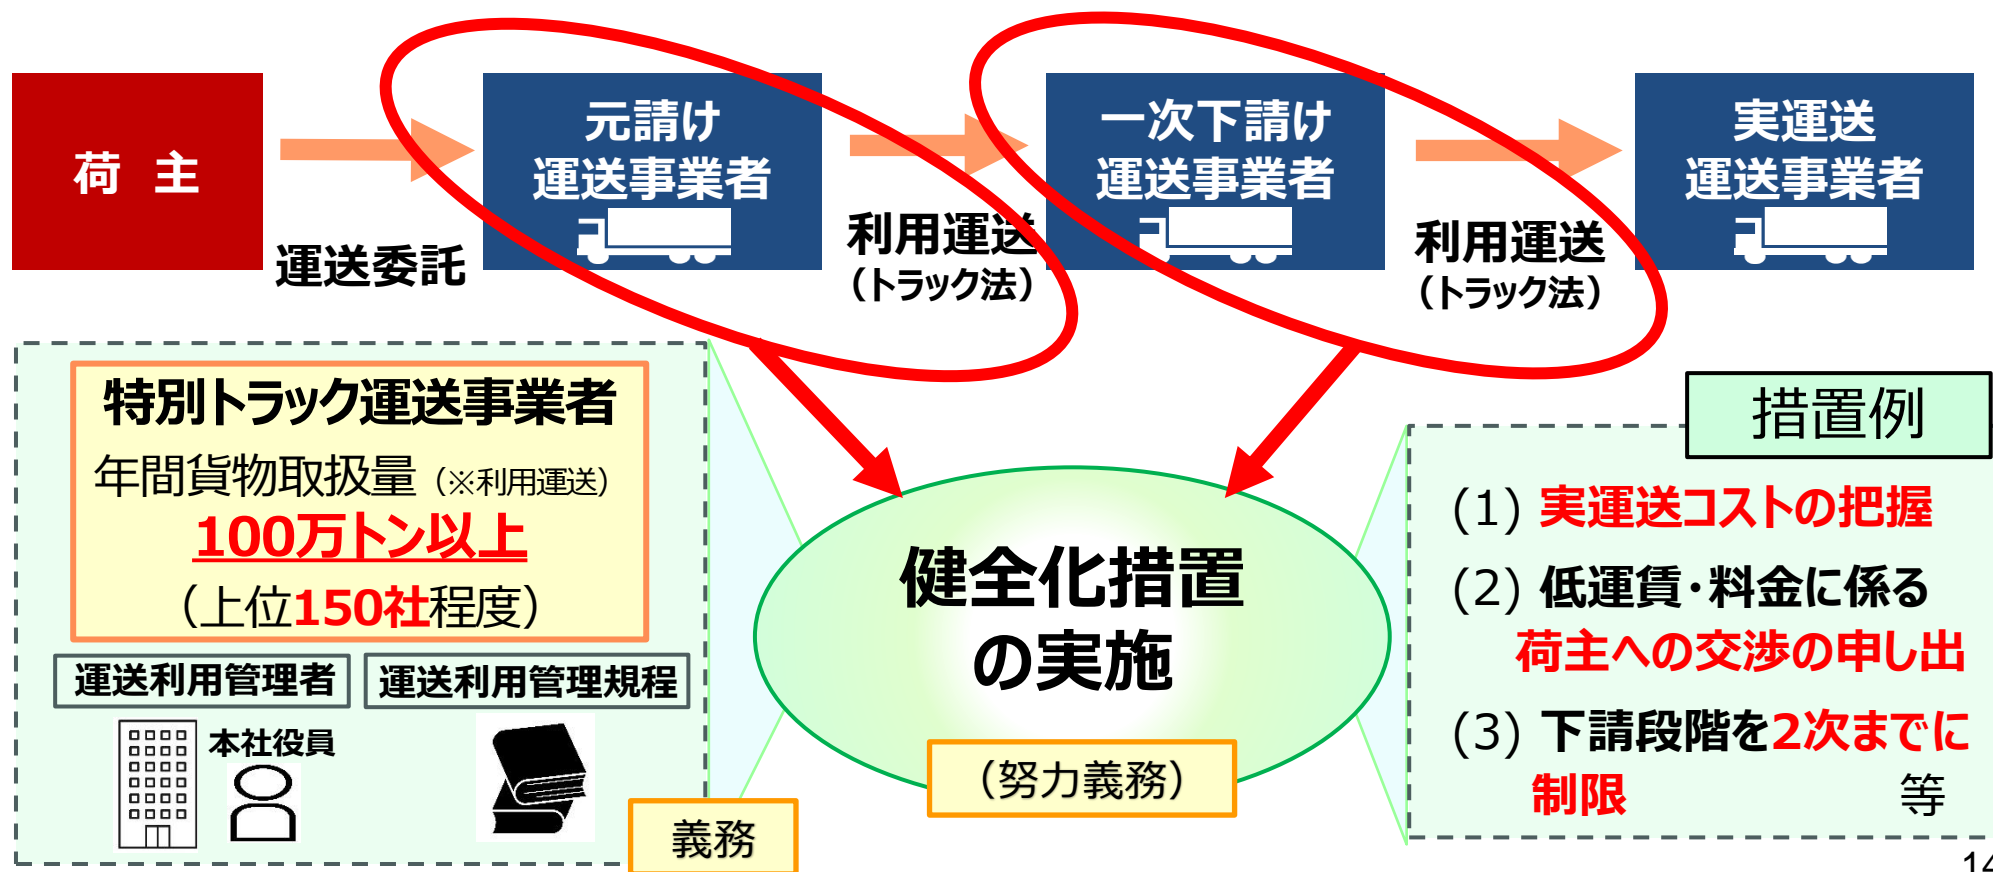 荷 主
運送委託
元請け
運送事業者
利用運送
（トラック法）
一次下請け
運送事業者
利用運送
（トラック法）
実運送
運送事業者
特別トラック運送事業者
年間貨物取扱量（※利用運送）
100万トン以上
（上位150社程度）
運送利用管理者
運送利用管理規程
本社役員
義務
健全化措置
の実施
（努力義務）
措置例
(1) 実運送コストの把握
(2) 低運賃・料金に係る
荷主への交渉の申し出
(3) 下請段階を2次までに
制限 等
14